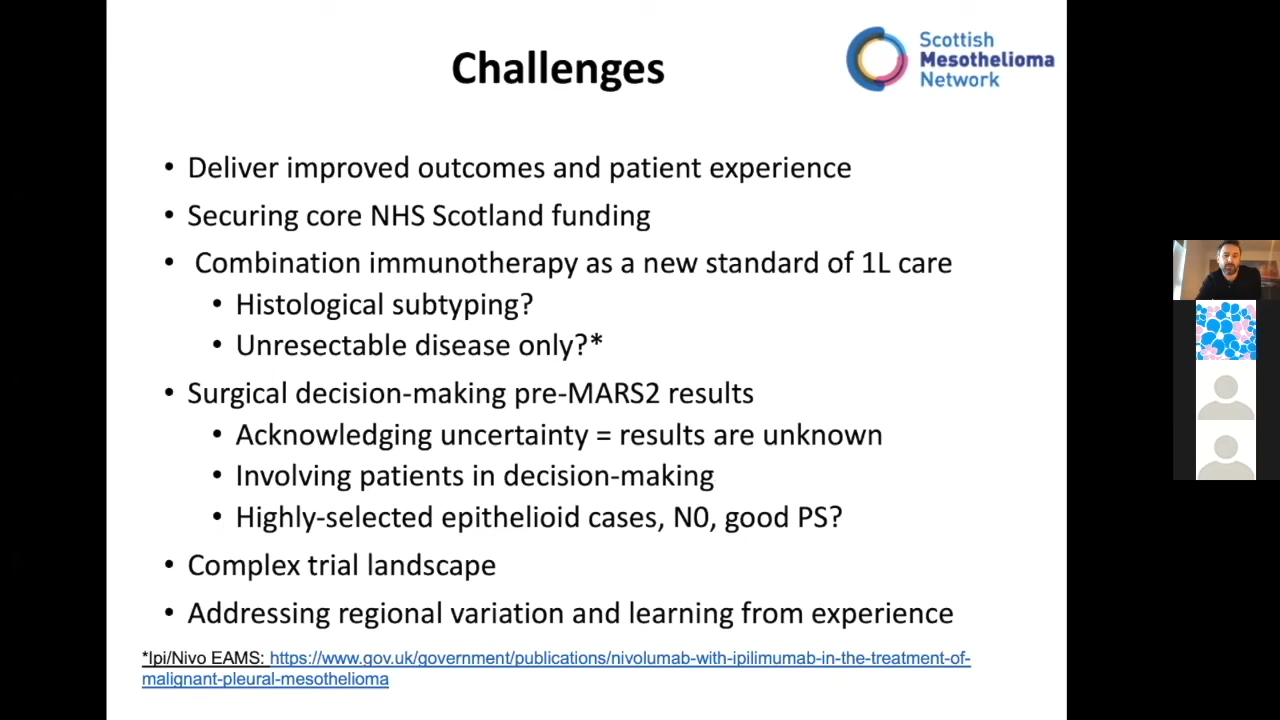 Challenges
Scottish
Mesothelioma
Network
• Deliver improved outcomes and patient experience
• Securing core NHS Scotland funding
• Combination immunotherapy as a new standard of 1L care
• Histological subtyping?
• Unresectable disease only?*
• Surgical decision-making pre-MARS2 results
• Acknowledging uncertainty = results are unknown
• Involving patients in decision-making
• Highly-selected epithelioid cases, N0, good PS?
• Complex trial landscape
• Addressing regional variation and learning from experience
*Ipi/Nivo EAMS: https://www.gov.uk/government/publications/nivolumab-with-ipilimumab-in-the-treatment-of-
malignant-pleural-mesothelioma